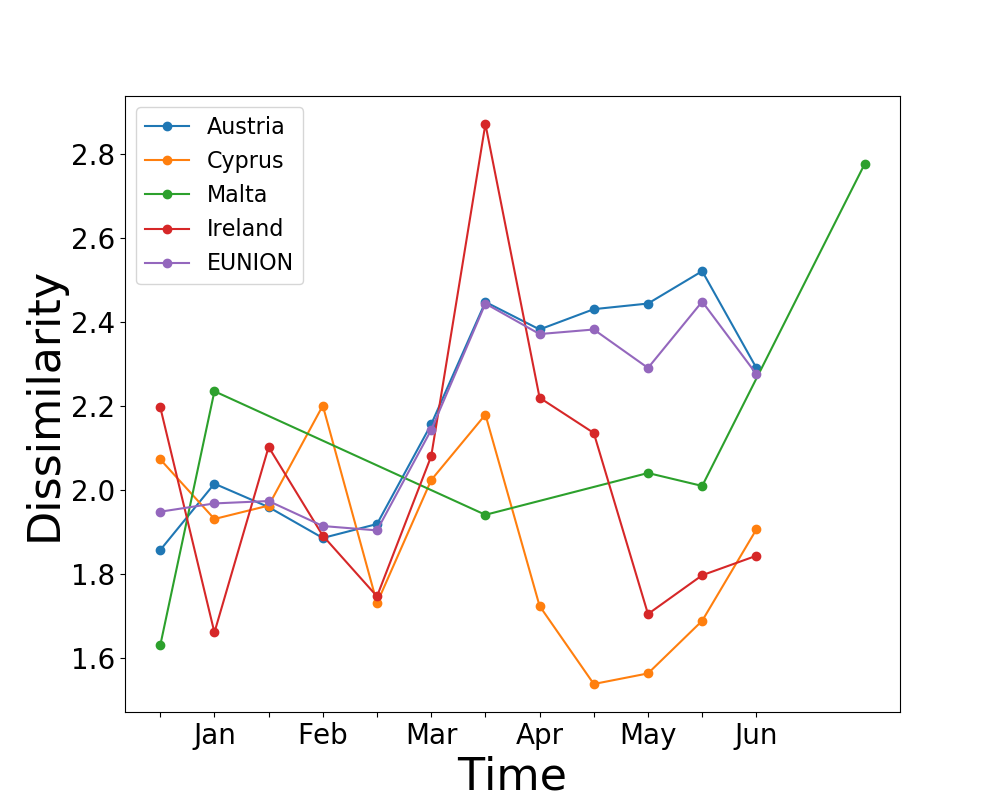 Austria
Cyprus
Malta
Ireland
EUNION
2.8
2.6
2.4
2.2
2.0
1.8
1.6
Dissimilarity
Jan Feb Mar Apr May Jun
Time